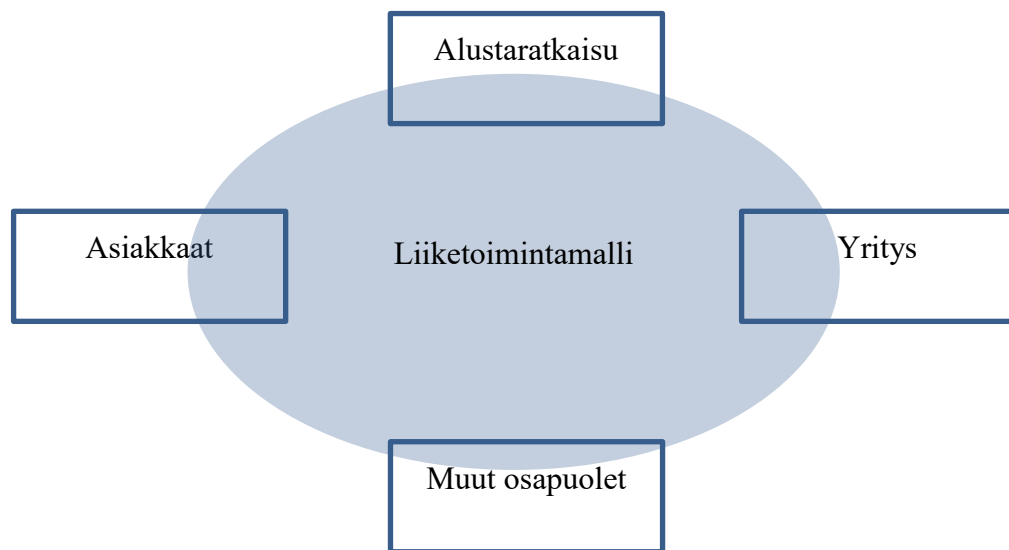 Alustaratkaisu
Asiakkaat
Liiketoimintamalli
Yritys
Muut osapuolet